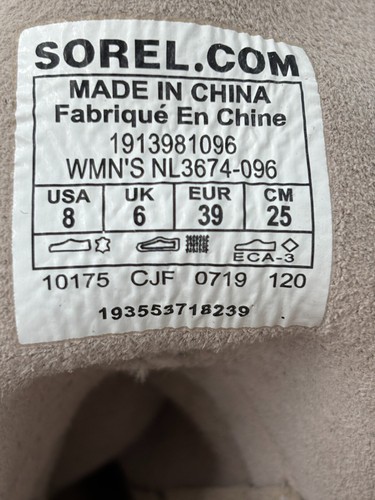 SOREL.COM
MADE IN CHINA
Fabriqué En Chine
1913981096
WMN'S NL3674-096
USA UK EUR CM
8 6 39 25
ECA-3
10175 CJF 0719 120
193553718239